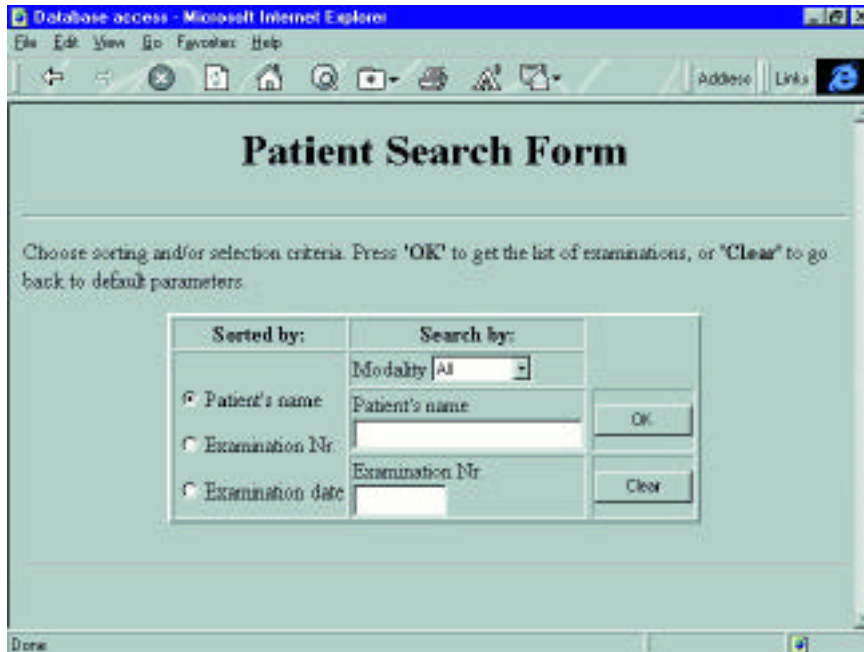 Database access - Microsoft Internet Explorer
File Edit View Go Favorites Help
Address Links
Patient Search Form
Choose sorting and/or selection criteria. Press 'OK' to get the list of examinations, or "Clear" to go
back to default parameters.
Sorted by: Search by:
Modality All
Patient's name Patient's name
OK
Examination Nr.
Examination Nr.
Examination date Clear
Done